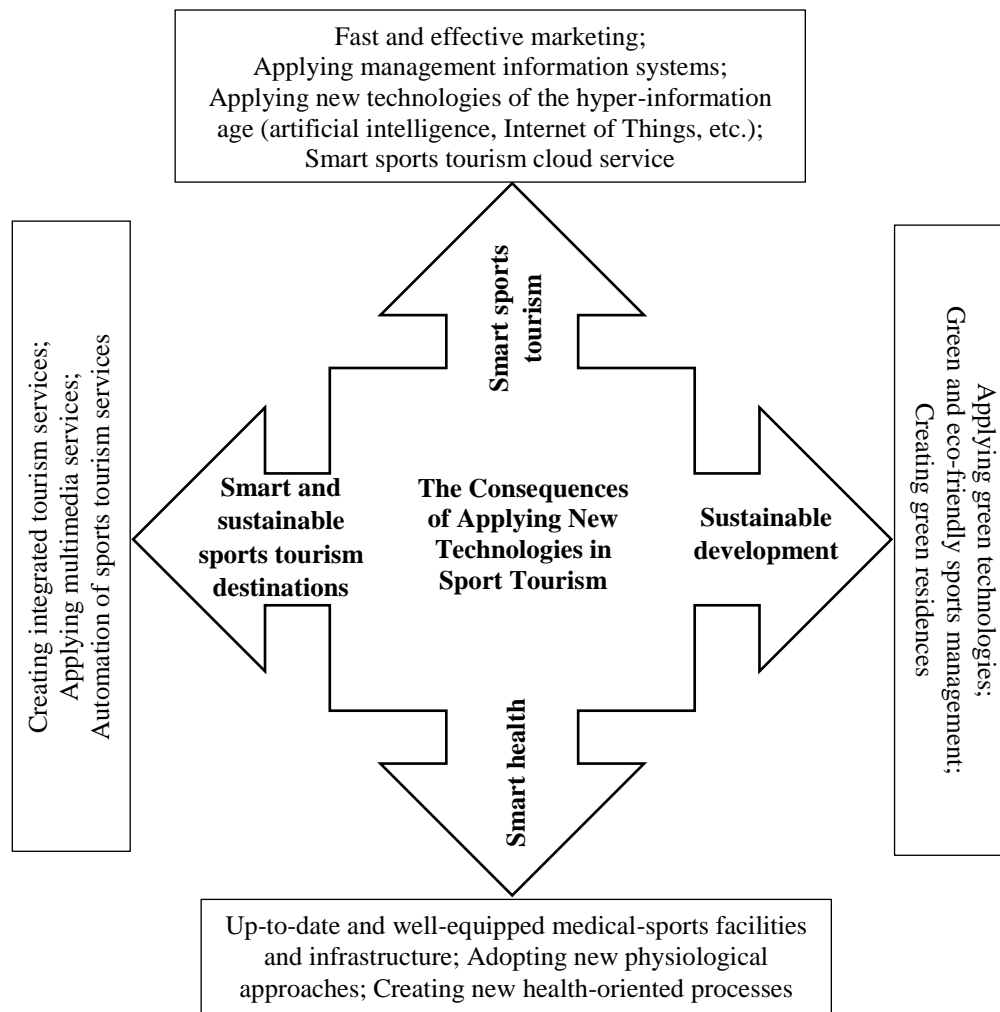 Fast and effective marketing;
Applying management information systems;
Applying new technologies of the hyper-information
age (artificial intelligence, Internet of Things, etc.);
Smart sports tourism cloud service
Smart sports
tourism
Creating integrated tourism services;
Applying multimedia services;
Automation of sports tourism services
Smart and
sustainable
sports tourism
destinations
The Consequences
of Applying New
Technologies in
Sport Tourism
Sustainable
development
Applying green technologies;
Green and eco-friendly sports management;
Creating green residences
Smart health
Up-to-date and well-equipped medical-sports facilities
and infrastructure; Adopting new physiological
approaches; Creating new health-oriented processes